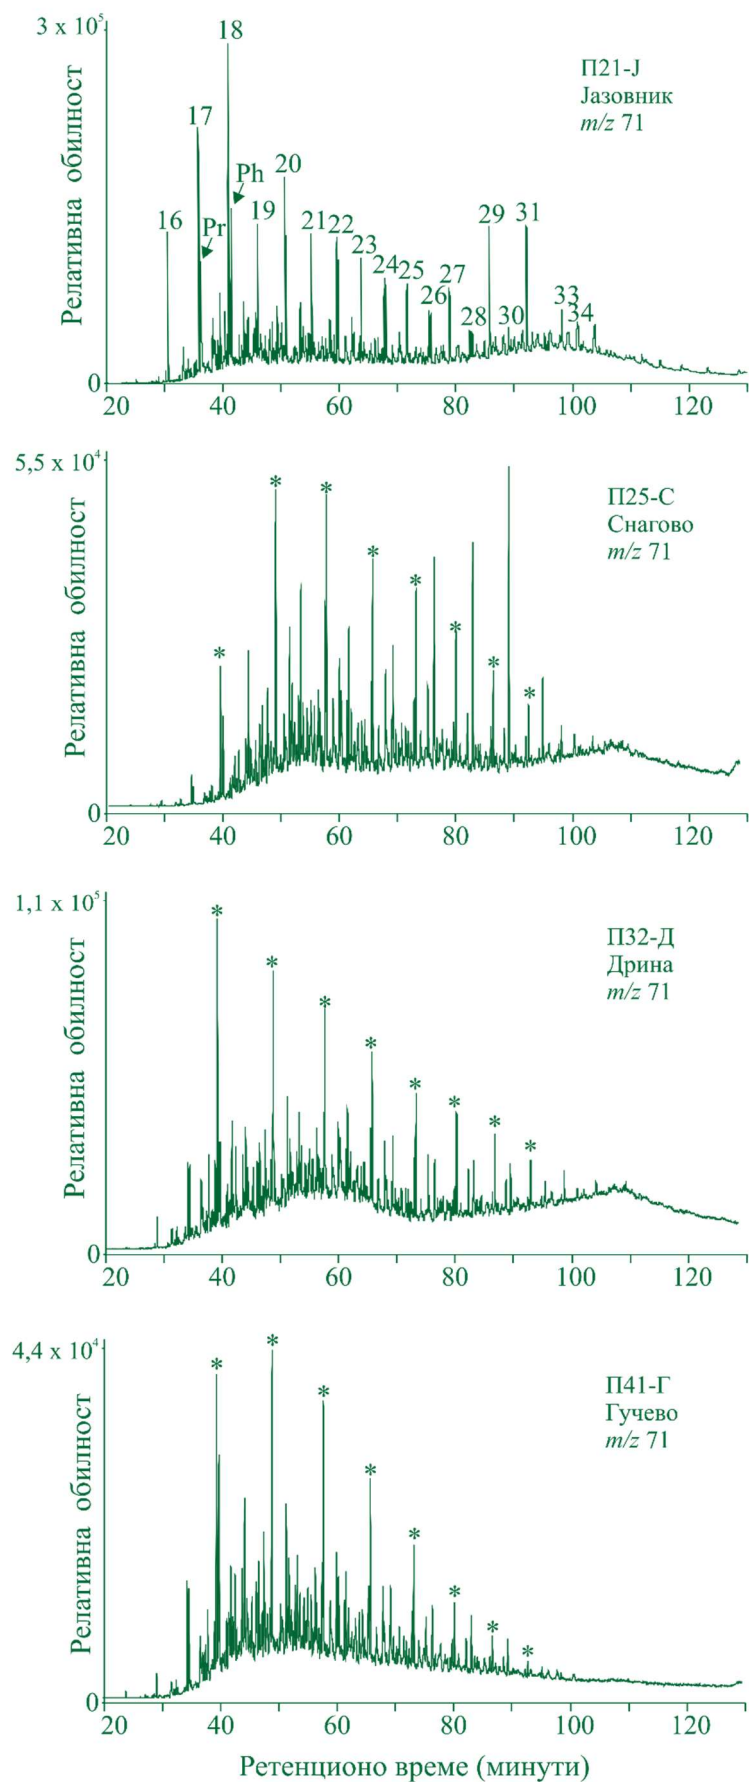 3 x 10⁵
Релативна обилност
0
16
17
18
Pr
Ph
19
20
21
22
23
24
25
26
27
28
29
30
31
33
34
П21-Ј
Јазовник
m/z 71
20 40 60 80 100 120
5,5 x 10⁴
Релативна обилност
0
* * * * * * * *
П25-С
Снагово
m/z 71
20 40 60 80 100 120
1,1 x 10⁵
Релативна обилност
0
* * * * * * * *
П32-Д
Дрина
m/z 71
20 40 60 80 100 120
4,4 x 10⁴
Релативна обилност
0
* * * * * * * *
П41-Г
Гучево
m/z 71
20 40 60 80 100 120
Ретенционо време (минути)